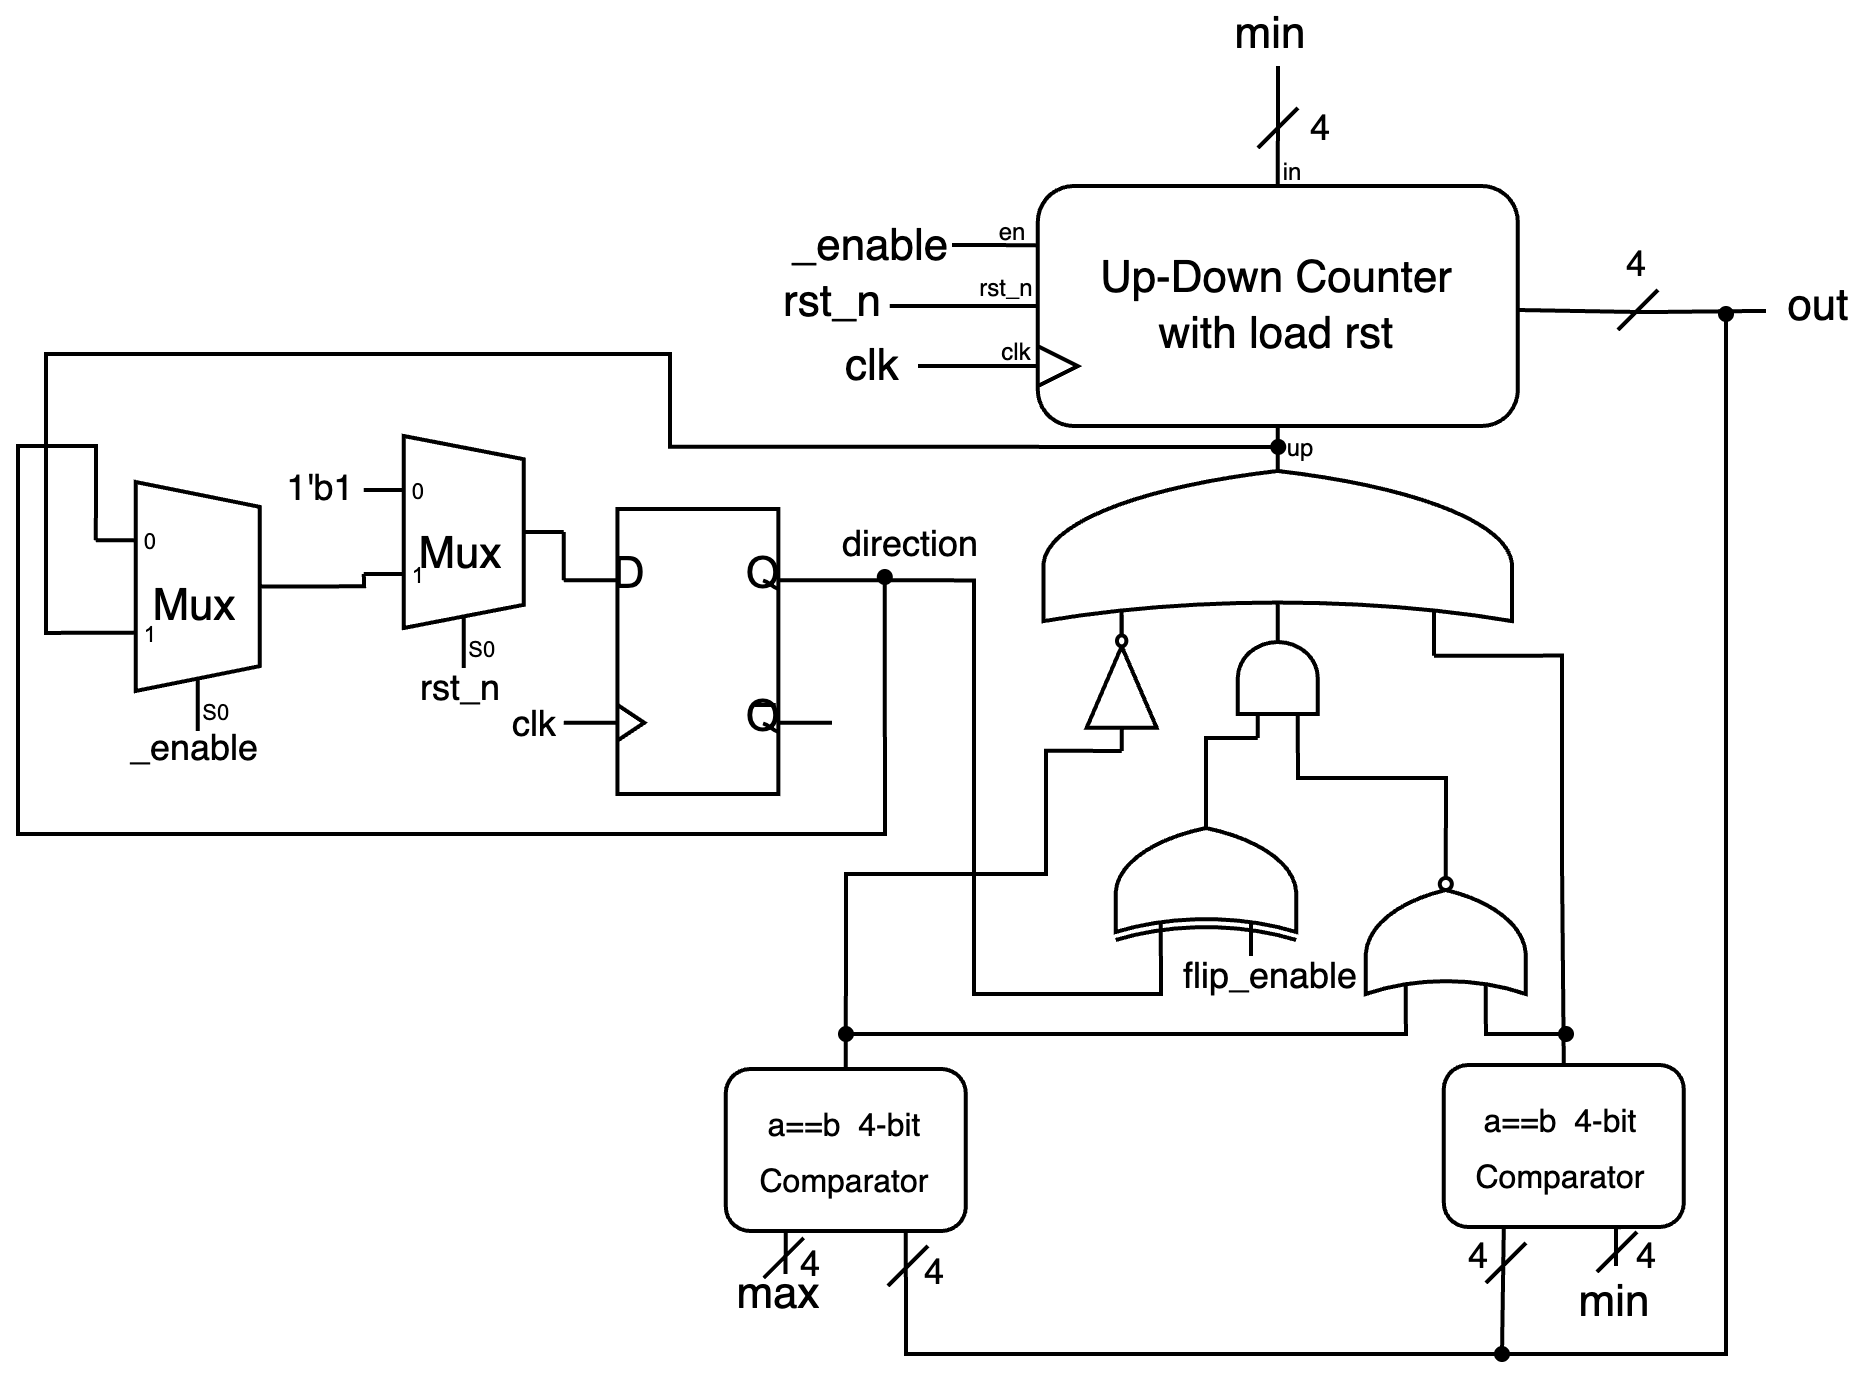 min
4
in
_enable
en
rst_n
rst_n
clk
clk
Up-Down Counter
with load rst
4
out
up
1'b1
0
Mux
1
S0
rst_n
0
Mux
1
S0
_enable
D
Q
clk
Q
direction
flip_enable
a==b 4-bit
Comparator
4
max
4
a==b 4-bit
Comparator
4
4
min